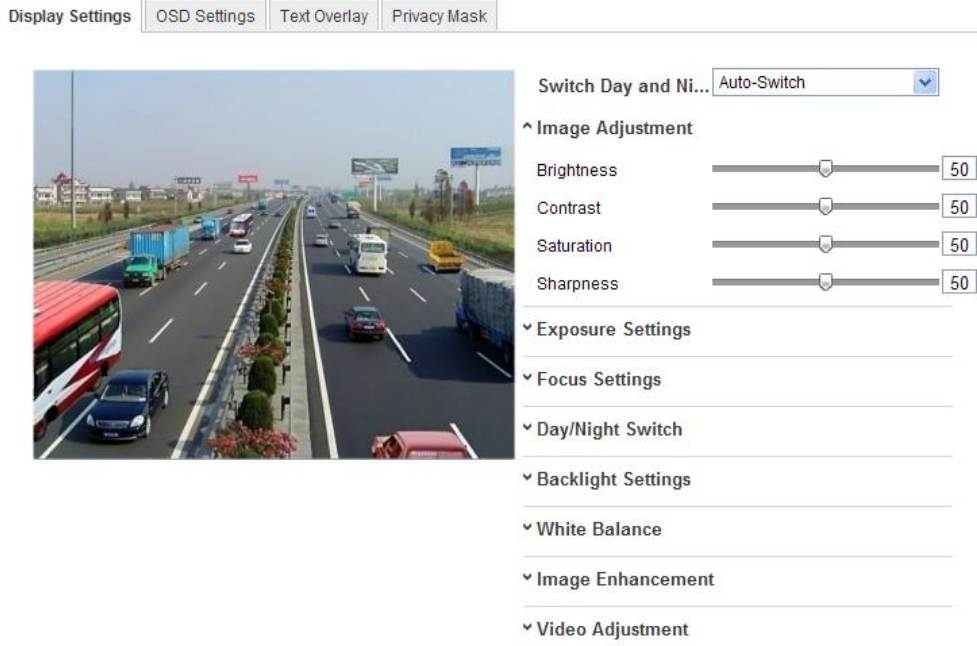 Display Settings OSD Settings Text Overlay Privacy Mask
Switch Day and Ni... Auto-Switch
Image Adjustment
Brightness 50
Contrast 50
Saturation 50
Sharpness 50
Exposure Settings
Focus Settings
Day/Night Switch
Backlight Settings
White Balance
Image Enhancement
Video Adjustment